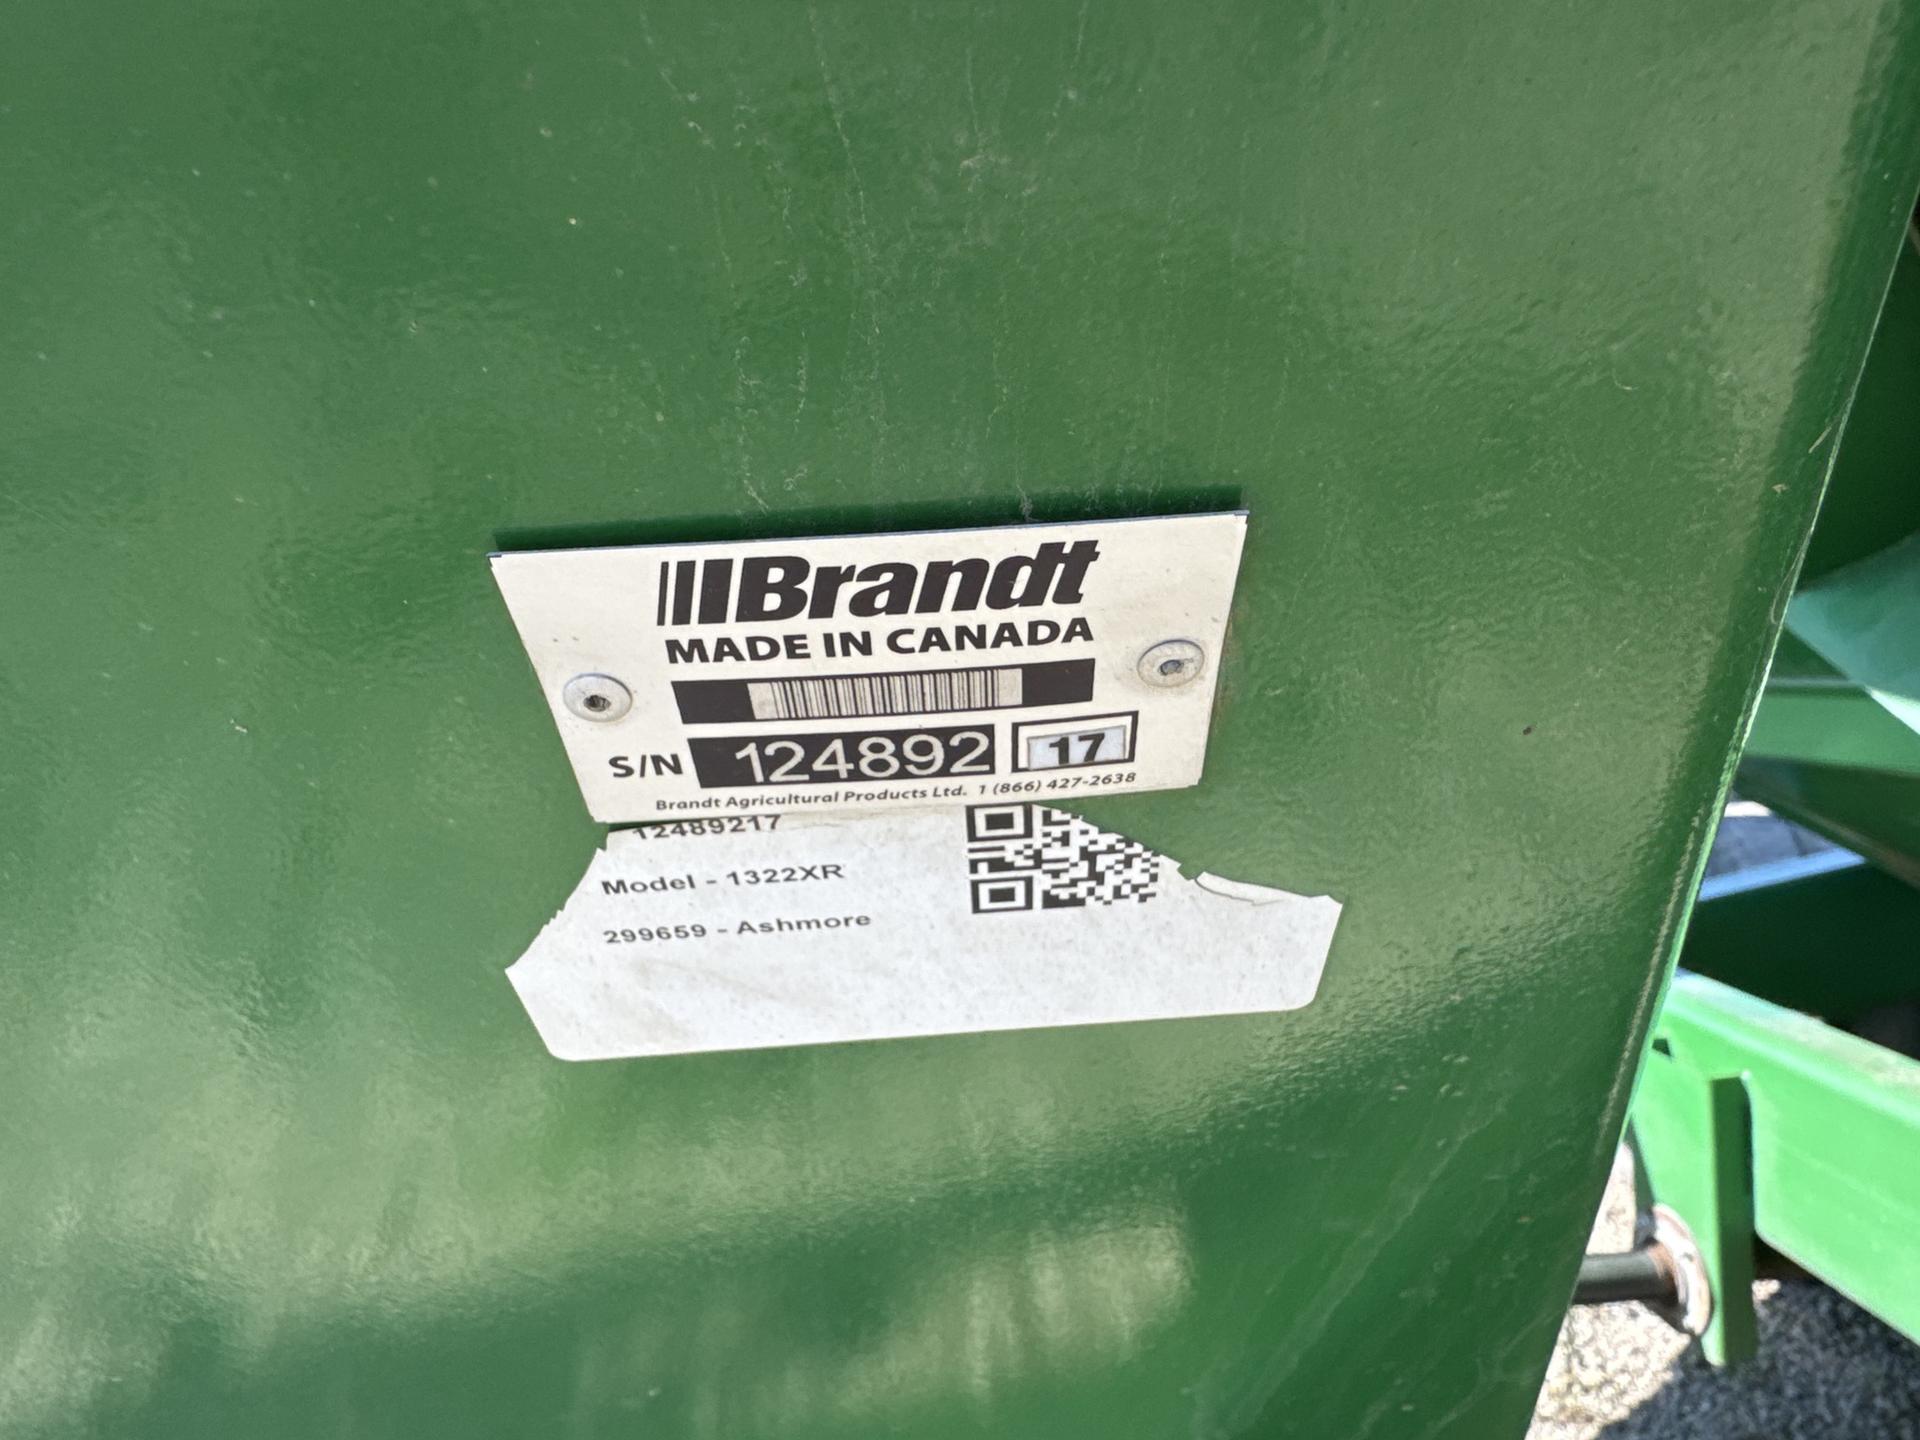 Brandt
MADE IN CANADA
S/N 124892 17
Brandt Agricultural Products Ltd. 1 (866) 427-2638
12489217
Model - 1322XR
299659 - Ashmore